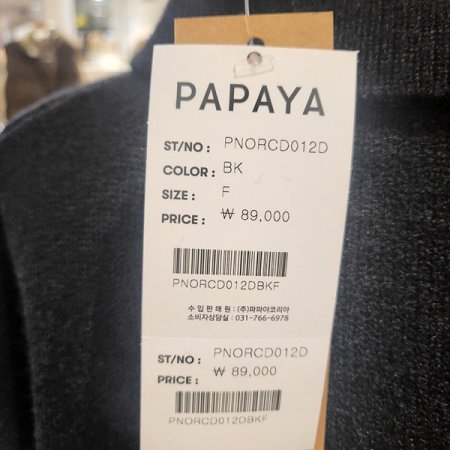 PAPAYA
ST/NO : PNORCD012D
COLOR : BK
SIZE : F
PRICE : ₩ 89,000
PNORCD012DBKF
수 입 판 매 원 : (주)파파야코리아
소비자상담실 : 031-766-6978
ST/NO : PNORCD012D
PRICE : ₩ 89,000
PNORCD012DBKF